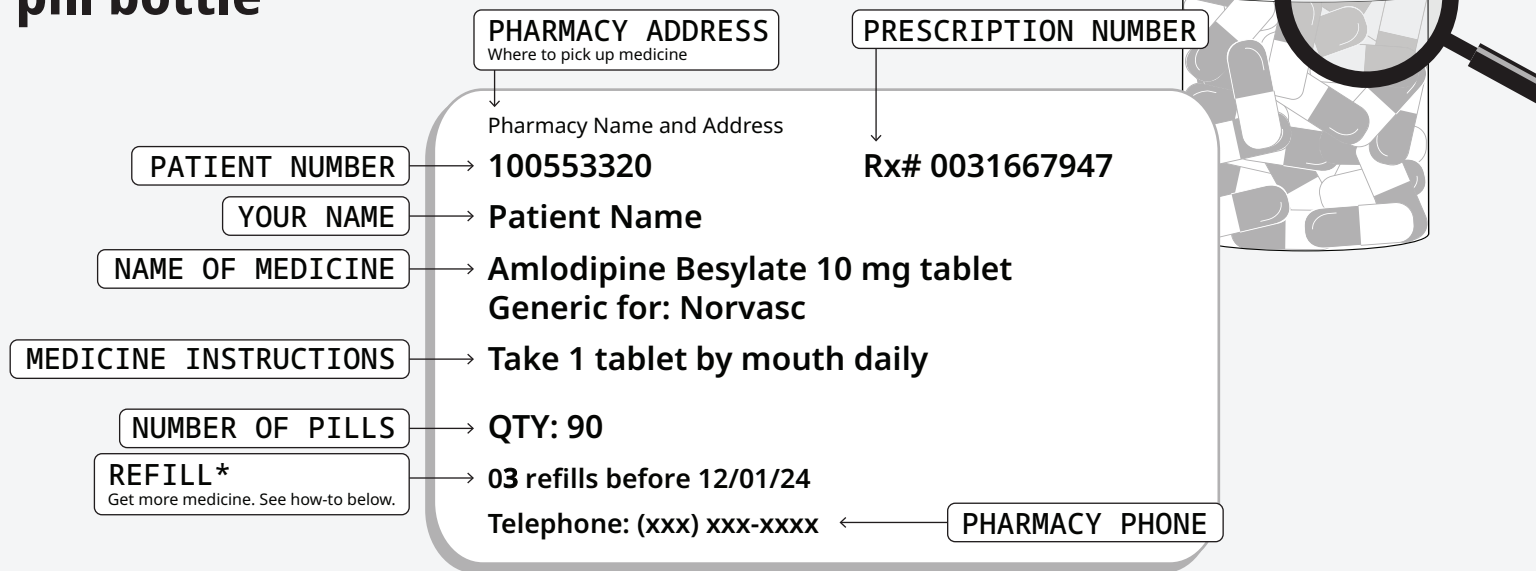 pill bottle
PHARMACY ADDRESS
Where to pick up medicine
PRESCRIPTION NUMBER
Pharmacy Name and Address
PATIENT NUMBER
100553320
Rx# 0031667947
YOUR NAME
Patient Name
NAME OF MEDICINE
Amlodipine Besylate 10 mg tablet
Generic for: Norvasc
MEDICINE INSTRUCTIONS
Take 1 tablet by mouth daily
NUMBER OF PILLS
QTY: 90
REFILL*
Get more medicine. See how-to below.
03 refills before 12/01/24
Telephone: (xxx) xxx-xxxx
PHARMACY PHONE